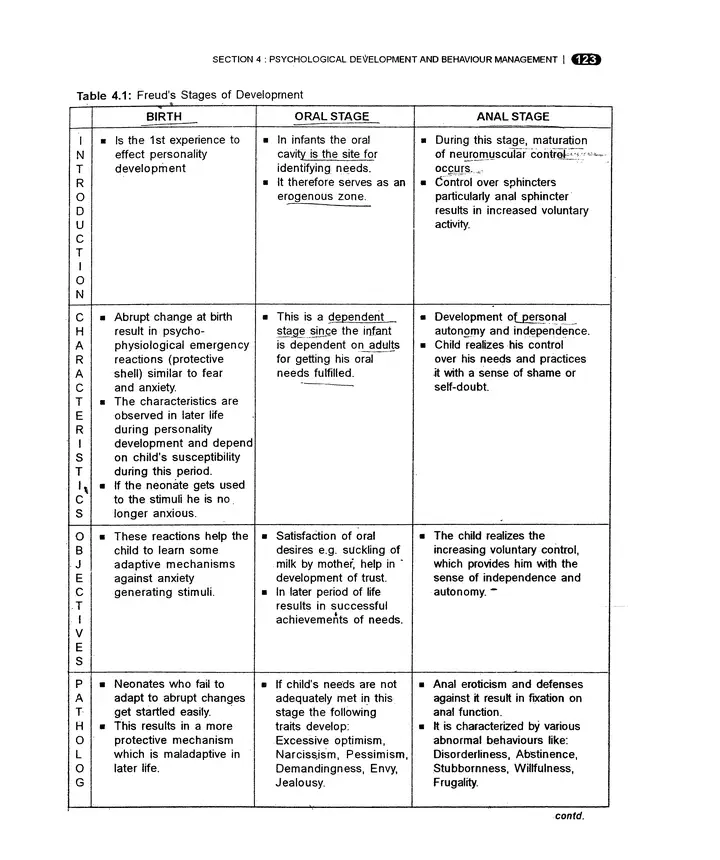 SECTION 4 : PSYCHOLOGICAL DEVELOPMENT AND BEHAVIOUR MANAGEMENT | 123
Table 4.1: Freud's Stages of Development
BIRTH
ORAL STAGE
ANAL STAGE
INTRODUCTION
■ Is the 1st experience to
effect personality
development
■ In infants the oral
cavity is the site for
identifying needs.
■ It therefore serves as an
erogenous zone.
■ During this stage, maturation
of neuromuscular control
occurs.
■ Control over sphincters
particularly anal sphincter
results in increased voluntary
activity.
CHARACTERISTICS
■ Abrupt change at birth
result in psycho-
physiological emergency
reactions (protective
shell) similar to fear
and anxiety.
■ The characteristics are
observed in later life
during personality
development and depend
on child's susceptibility
during this period.
■ If the neonate gets used
to the stimuli he is no
longer anxious.
■ This is a dependent
stage since the infant
is dependent on adults
for getting his oral
needs fulfilled.
■ Development of personal
autonomy and independence.
■ Child realizes his control
over his needs and practices
it with a sense of shame or
self-doubt.
OBJECTIVES
■ These reactions help the
child to learn some
adaptive mechanisms
against anxiety
generating stimuli.
■ Satisfaction of oral
desires e.g. suckling of
milk by mother, help in
development of trust.
■ In later period of life
results in successful
achievements of needs.
■ The child realizes the
increasing voluntary control,
which provides him with the
sense of independence and
autonomy.
PATHOLOG
■ Neonates who fail to
adapt to abrupt changes
get startled easily.
■ This results in a more
protective mechanism
which is maladaptive in
later life.
■ If child's needs are not
adequately met in this
stage the following
traits develop:
Excessive optimism,
Narcissism, Pessimism,
Demandingness, Envy,
Jealousy.
■ Anal eroticism and defenses
against it result in fixation on
anal function.
■ It is characterized by various
abnormal behaviours like:
Disorderliness, Abstinence,
Stubbornness, Willfulness,
Frugality.
contd.